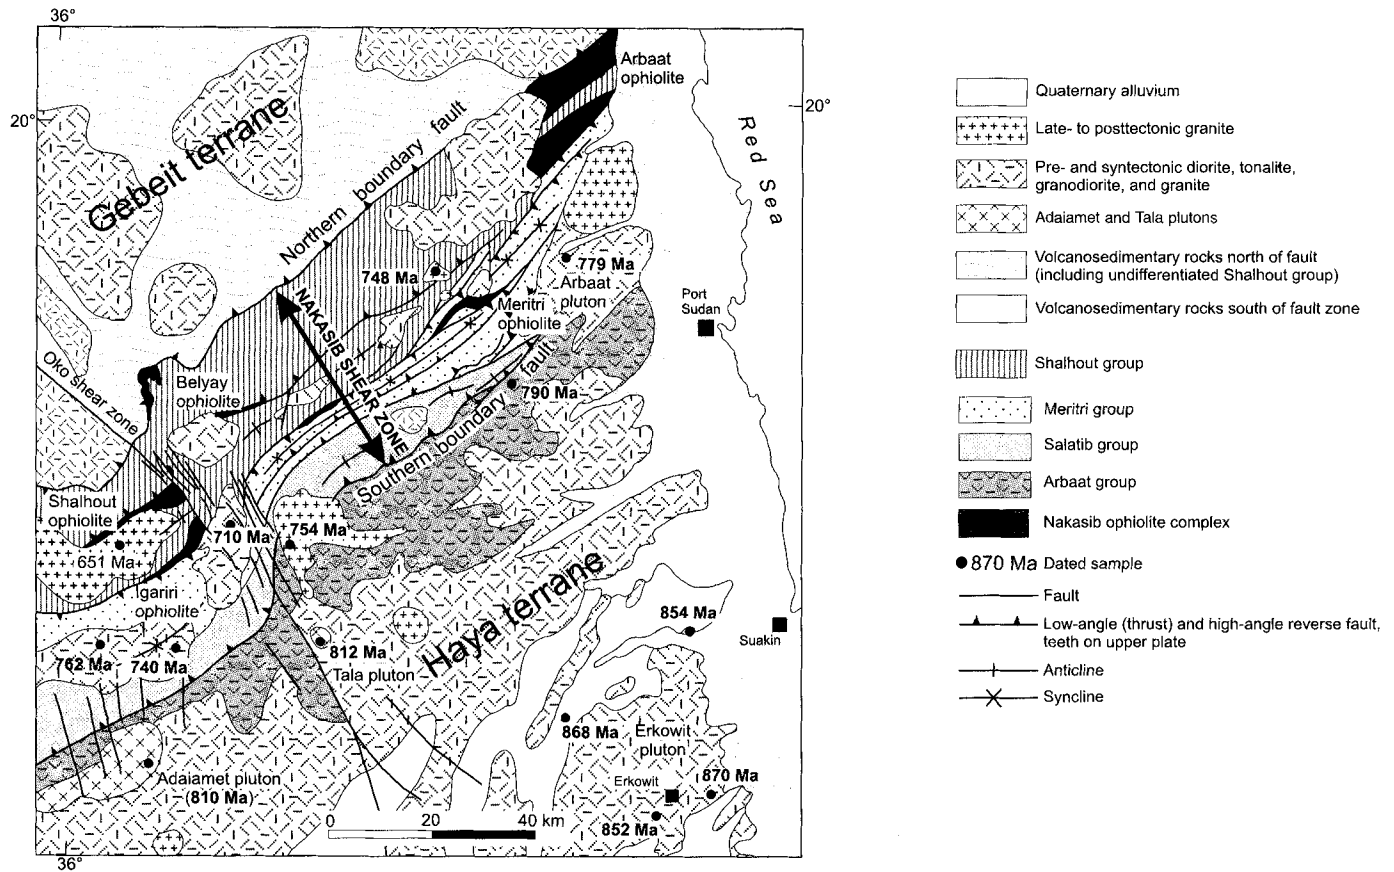 36°
20°
20°
36°
Gebeit terrane
Arbaat
ophiolite
Northern boundary fault
Red Sea
748 Ma
779 Ma
Arbaat
pluton
Port
Sudan
Meritri
ophiolite
NAKASIB SHEAR ZONE
Oko shear zone
Belyay
ophiolite
790 Ma
Southern boundary fault
Shalhout
ophiolite
710 Ma
754 Ma
651 Ma
Igariri
ophiolite
Haya terrane
854 Ma
Suakin
762 Ma
740 Ma
812 Ma
Tala pluton
868 Ma
Erkowit
pluton
Adaiamet pluton
(810 Ma)
Erkowit
870 Ma
852 Ma
0 20 40 km
Quaternary alluvium
Late- to posttectonic granite
Pre- and syntectonic diorite, tonalite,
granodiorite, and granite
Adaiamet and Tala plutons
Volcanosedimentary rocks north of fault
(including undifferentiated Shalhout group)
Volcanosedimentary rocks south of fault zone
Shalhout group
Meritri group
Salatib group
Arbaat group
Nakasib ophiolite complex
870 Ma Dated sample
Fault
Low-angle (thrust) and high-angle reverse fault,
teeth on upper plate
Anticline
Syncline